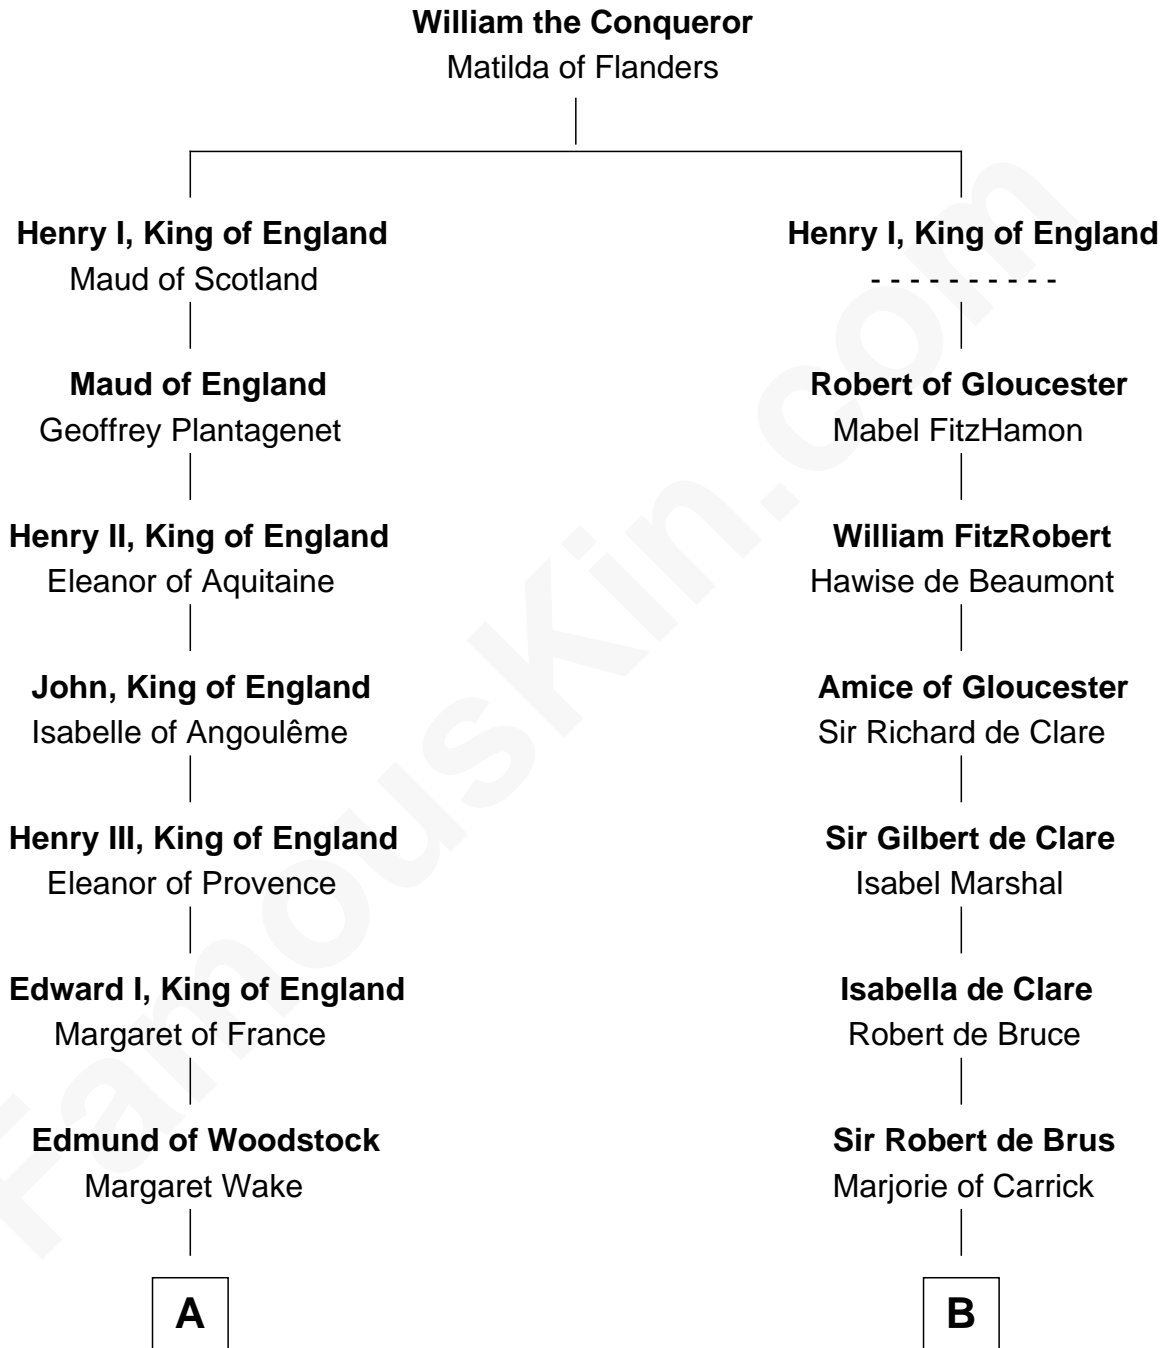 William the Conqueror
Matilda of Flanders
Henry I, King of England
Maud of Scotland
Maud of England
Geoffrey Plantagenet
Henry II, King of England
Eleanor of Aquitaine
John, King of England
Isabelle of Angoulême
Henry III, King of England
Eleanor of Provence
Edward I, King of England
Margaret of France
Edmund of Woodstock
Margaret Wake
A
Henry I, King of England
- - - - - - - - - -
Robert of Gloucester
Mabel FitzHamon
William FitzRobert
Hawise de Beaumont
Amice of Gloucester
Sir Richard de Clare
Sir Gilbert de Clare
Isabel Marshal
Isabella de Clare
Robert de Bruce
Sir Robert de Brus
Marjorie of Carrick
B
FamousKin.com